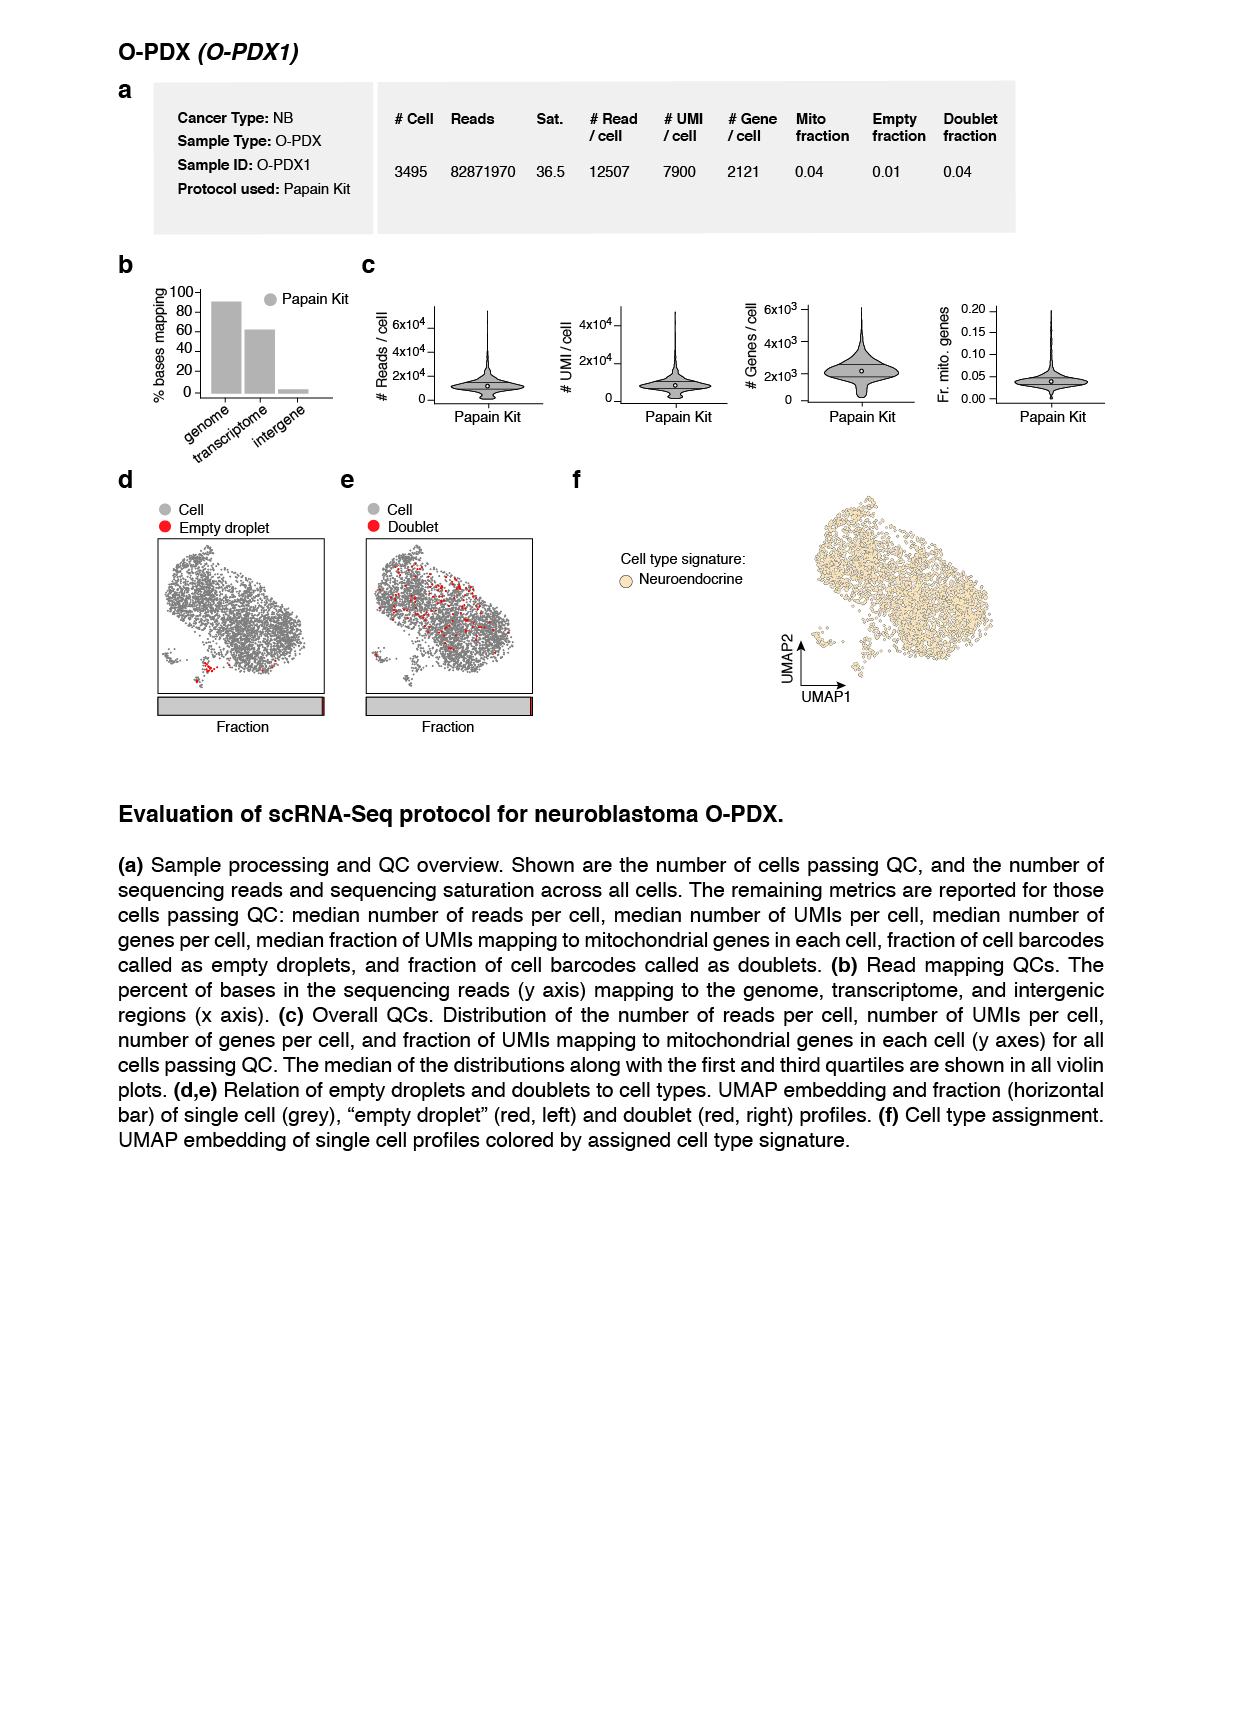 O-PDX (O-PDX1)
a
Cancer Type: NB
Sample Type: O-PDX
Sample ID: O-PDX1
Protocol used: Papain Kit
# Cell Reads Sat. # Read / cell # UMI / cell # Gene / cell Mito fraction Empty fraction Doublet fraction
3495 82871970 36.5 12507 7900 2121 0.04 0.01 0.04
b
% bases mapping
100
80
60
40
20
0
Papain Kit
genome
transcriptome
intergene
c
# Reads / cell
6x10⁴
4x10⁴
2x10⁴
0
Papain Kit
# UMI / cell
4x10⁴
2x10⁴
0
Papain Kit
# Genes / cell
6x10³
4x10³
2x10³
0
Papain Kit
Fr. mito. genes
0.20
0.15
0.10
0.05
0.00
Papain Kit
d
Cell
Empty droplet
Fraction
e
Cell
Doublet
Fraction
f
Cell type signature:
Neuroendocrine
UMAP2
UMAP1
Evaluation of scRNA-Seq protocol for neuroblastoma O-PDX.
(a) Sample processing and QC overview. Shown are the number of cells passing QC, and the number of
sequencing reads and sequencing saturation across all cells. The remaining metrics are reported for those
cells passing QC: median number of reads per cell, median number of UMIs per cell, median number of
genes per cell, median fraction of UMIs mapping to mitochondrial genes in each cell, fraction of cell barcodes
called as empty droplets, and fraction of cell barcodes called as doublets. (b) Read mapping QCs. The
percent of bases in the sequencing reads (y axis) mapping to the genome, transcriptome, and intergenic
regions (x axis). (c) Overall QCs. Distribution of the number of reads per cell, number of UMIs per cell,
number of genes per cell, and fraction of UMIs mapping to mitochondrial genes in each cell (y axes) for all
cells passing QC. The median of the distributions along with the first and third quartiles are shown in all violin
plots. (d,e) Relation of empty droplets and doublets to cell types. UMAP embedding and fraction (horizontal
bar) of single cell (grey), “empty droplet” (red, left) and doublet (red, right) profiles. (f) Cell type assignment.
UMAP embedding of single cell profiles colored by assigned cell type signature.